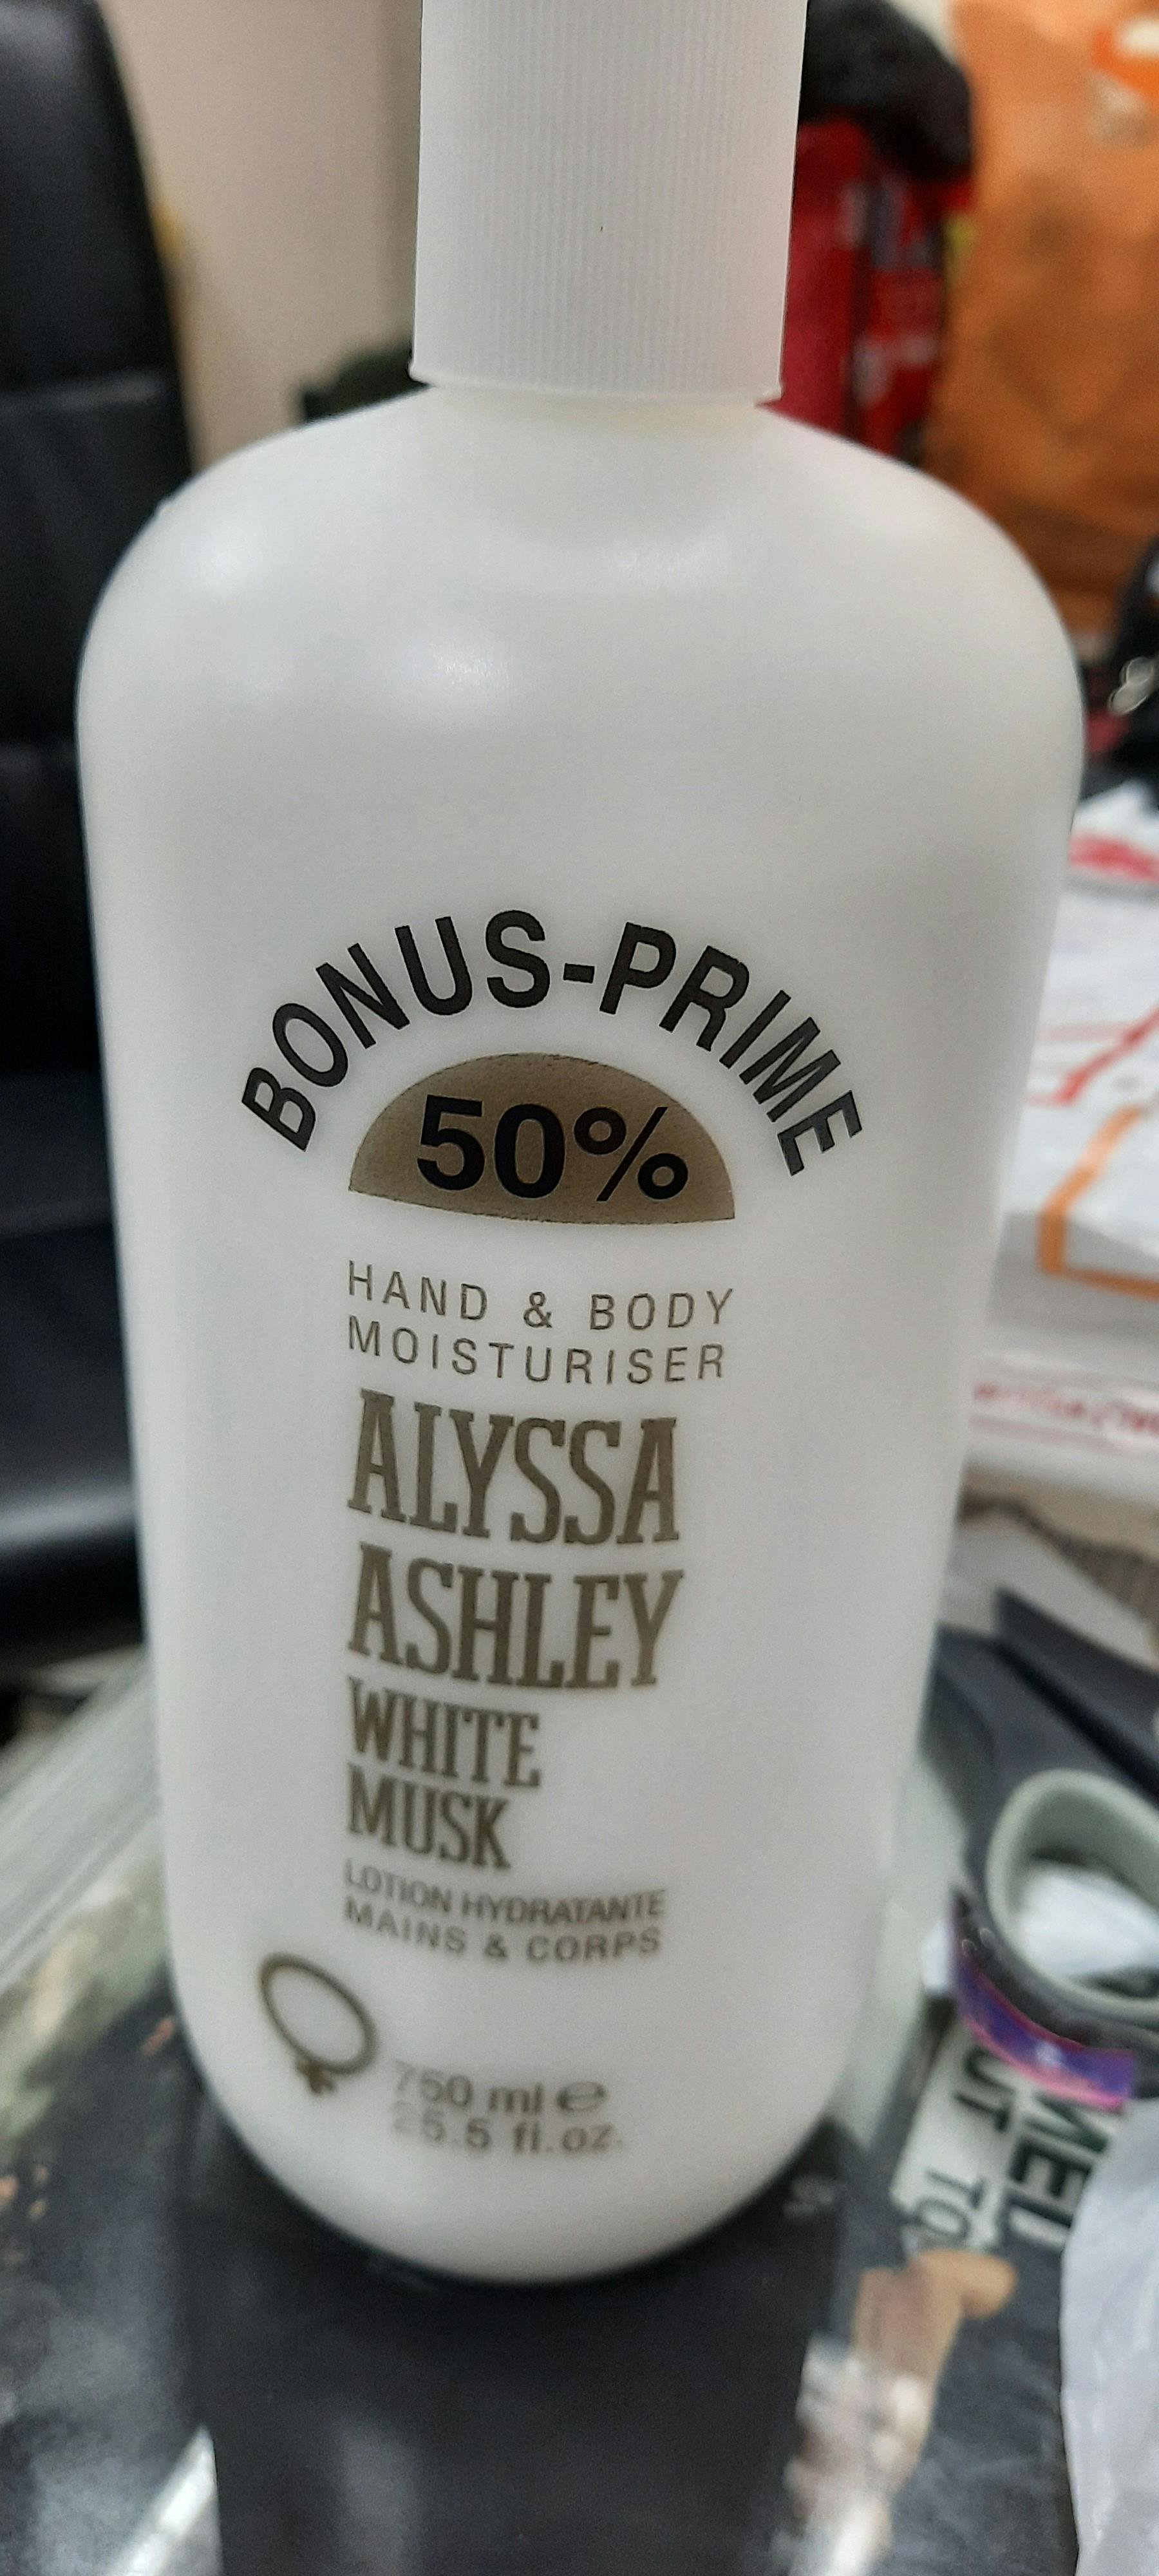 BONUS-PRIME
50%
HAND & BODY
MOISTURISER
ALYSSA
ASHLEY
WHITE
MUSK
LOTION HYDRATANTE
MAINS & CORPS
750 ml e
25.5 fl.oz.